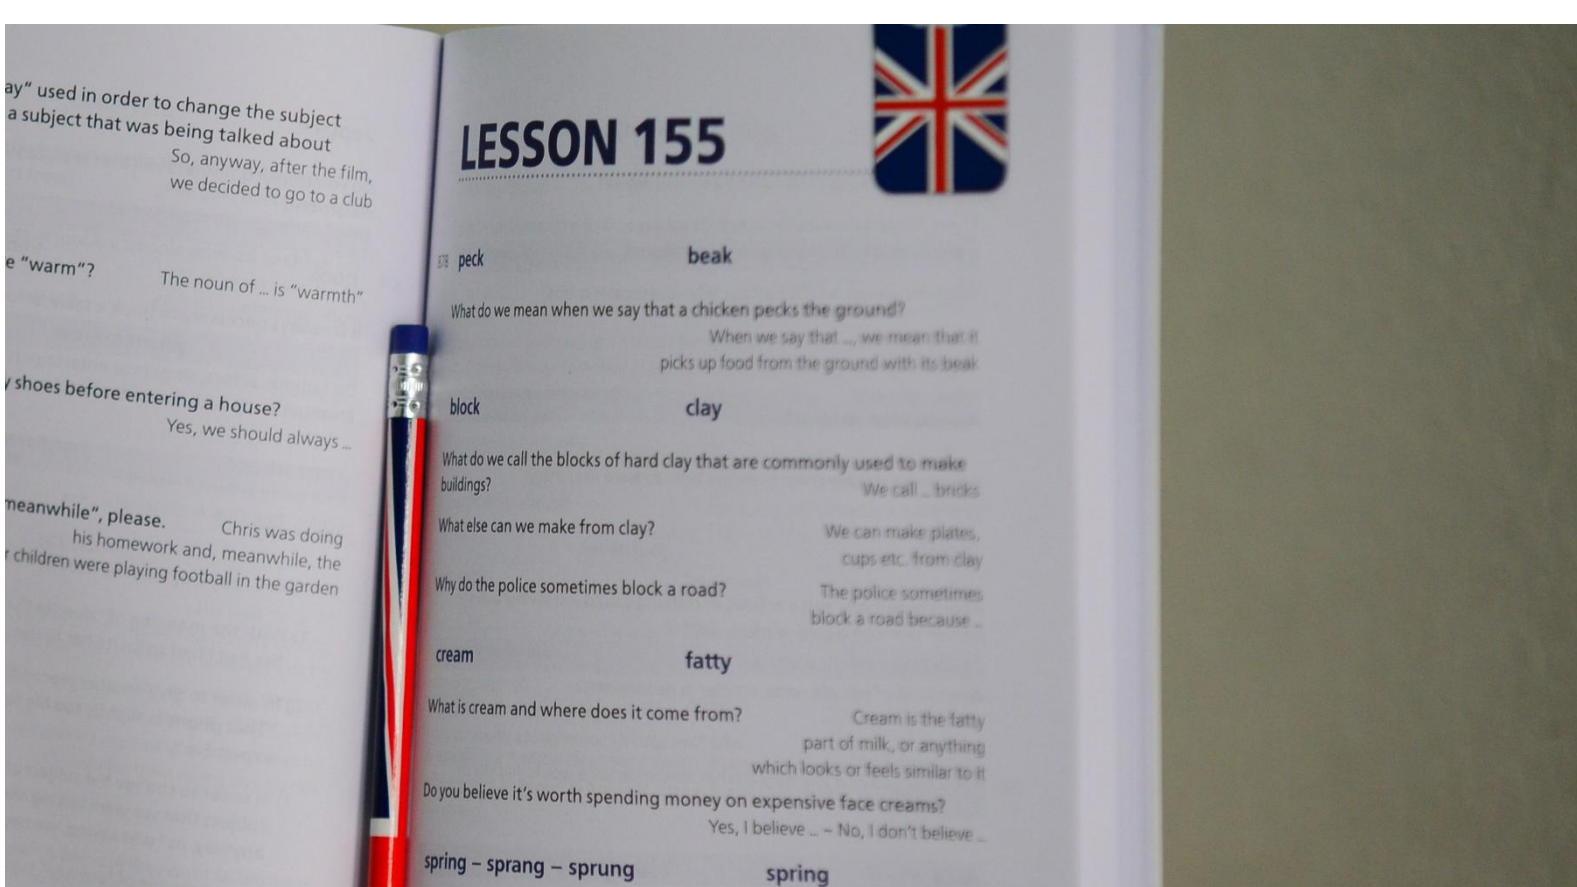 ay“ used in order to change the subject
a subject that was being talked about
So, anyway, after the film,
we decided to go to a club
e “warm”?
The noun of ... is “warmth”
shoes before entering a house?
Yes, we should always ...
meanwhile”, please.
Chris was doing
his homework and, meanwhile, the
r children were playing football in the garden
LESSON 155
peck
beak
What do we mean when we say that a chicken pecks the ground?
When we say that ..., we mean that it
picks up food from the ground with its beak
block
clay
What do we call the blocks of hard clay that are commonly used to make
buildings?
We call ... bricks
What else can we make from clay?
We can make plates,
cups etc. from clay
Why do the police sometimes block a road?
The police sometimes
block a road because ...
cream
fatty
What is cream and where does it come from?
Cream is the fatty
part of milk, or anything
which looks or feels similar to it
Do you believe it’s worth spending money on expensive face creams?
Yes, I believe ... – No, I don’t believe ...
spring – sprang – sprung
spring